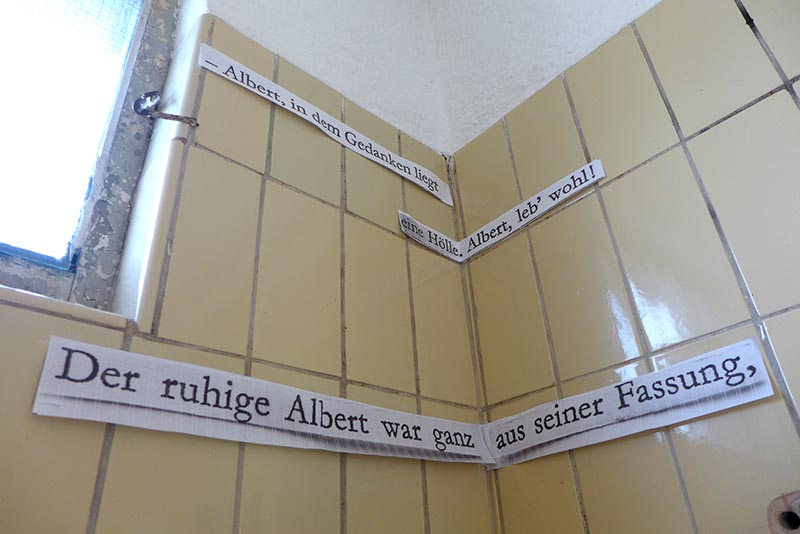 – Albert, in dem Gedanken liegt
eine Hölle. Albert, leb' wohl!
Der ruhige Albert war ganz aus seiner Fassung,